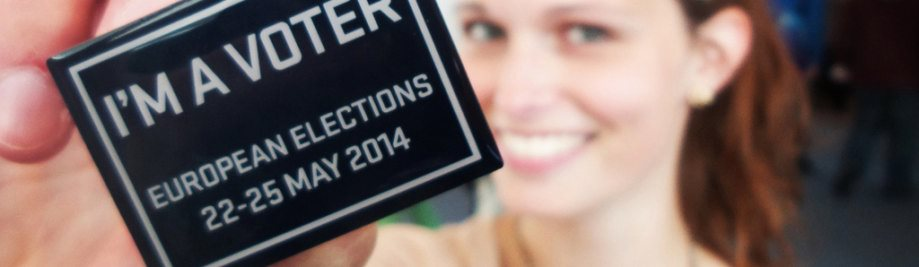 I'M A VOTER
EUROPEAN ELECTIONS
22-25 MAY 2014